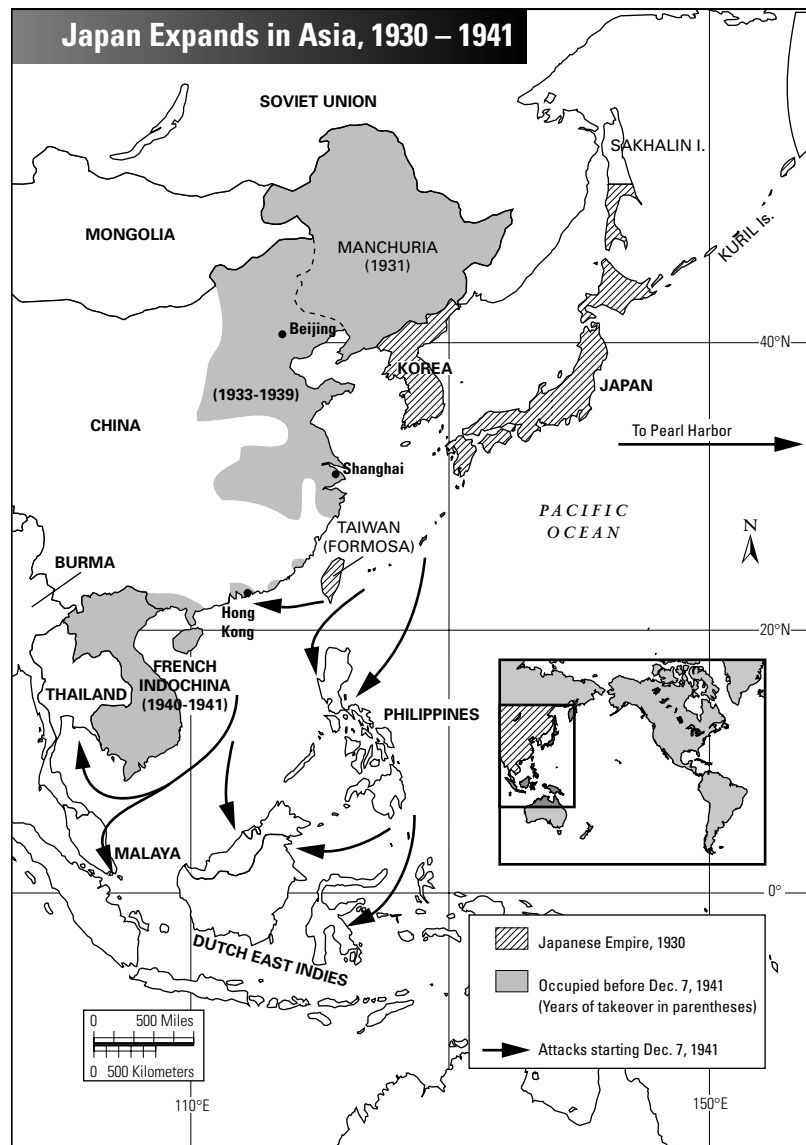 Japan Expands in Asia, 1930 – 1941
SOVIET UNION
SAKHALIN I.
MONGOLIA
MANCHURIA
(1931)
KURIL Is.
Beijing
40°N
KOREA
JAPAN
(1933-1939)
CHINA
To Pearl Harbor
Shanghai
PACIFIC
OCEAN
N
TAIWAN
(FORMOSA)
BURMA
Hong
Kong
20°N
FRENCH
INDOCHINA
(1940-1941)
THAILAND
PHILIPPINES
MALAYA
0°
DUTCH EAST INDIES
Japanese Empire, 1930
Occupied before Dec. 7, 1941
(Years of takeover in parentheses)
Attacks starting Dec. 7, 1941
0 500 Miles
0 500 Kilometers
110°E
150°E